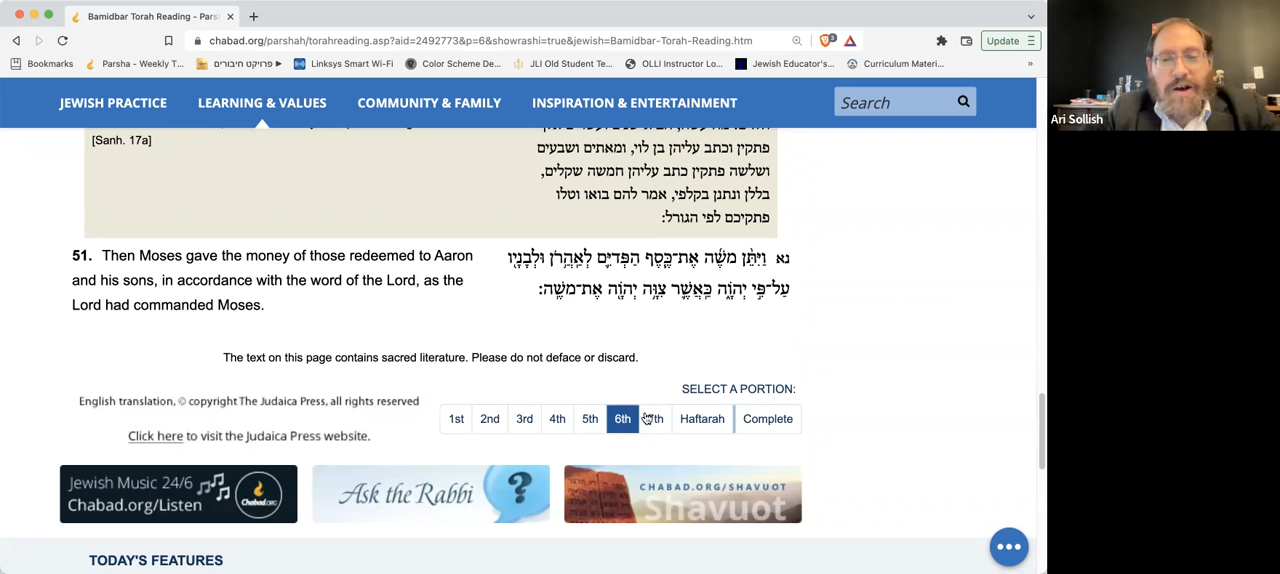 Bamidbar Torah Reading - Parsh
chabad.org/parshah/torahreading.asp?aid=2492773&p=6&showrashi=true&jewish=Bamidbar-Torah-Reading.htm
3
Update
Bookmarks
Parsha - Weekly T...
פרויקט חיבורים
Linksys Smart Wi-Fi
Color Scheme De...
JLI Old Student Te...
OLLI Instructor Lo...
Jewish Educator's...
Curriculum Materi...
»
JEWISH PRACTICE
LEARNING & VALUES
COMMUNITY & FAMILY
INSPIRATION & ENTERTAINMENT
Search
Ari Sollish
[Sanh. 17a]
פתקין וכתב עליהן בן לוי, ומאתים ושבעים
ושלשה פתקין כתב עליהן חמשה שקלים,
בללן ונתנן בקלפי, אמר להם בואו וטלו
פתקיכם לפי הגורל:
51. Then Moses gave the money of those redeemed to Aaron
and his sons, in accordance with the word of the Lord, as the
Lord had commanded Moses.
נא וַיִּתֵּ֨ן משֶׁ֜ה אֶת־כֶּ֧סֶף הַפְּדֻיִ֛ם לְאַֽהֲרֹ֥ן וּלְבָנָ֖יו
עַל־פִּ֣י יְהֹוָ֑ה כַּֽאֲשֶׁ֛ר צִוָּ֥ה יְהֹוָ֖ה אֶת־משֶֽׁה:
The text on this page contains sacred literature. Please do not deface or discard.
SELECT A PORTION:
English translation, © copyright The Judaica Press, all rights reserved
1st
2nd
3rd
4th
5th
6th
Haftarah
Complete
Click here to visit the Judaica Press website.
Jewish Music 24/6
Chabad.org/Listen
Chabad.ORG
Ask the Rabbi
?
CHABAD.ORG/SHAVUOT
Shavuot
TODAY'S FEATURES